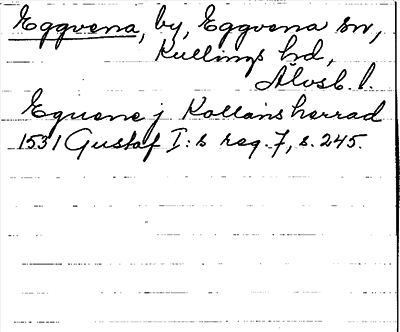 Eggvena, by, Eggvena sn,
Kullings hd,
Älvsb. l.
Eguene j Kollans herrad
1531 Gustaf I:s reg. 7, s. 245.